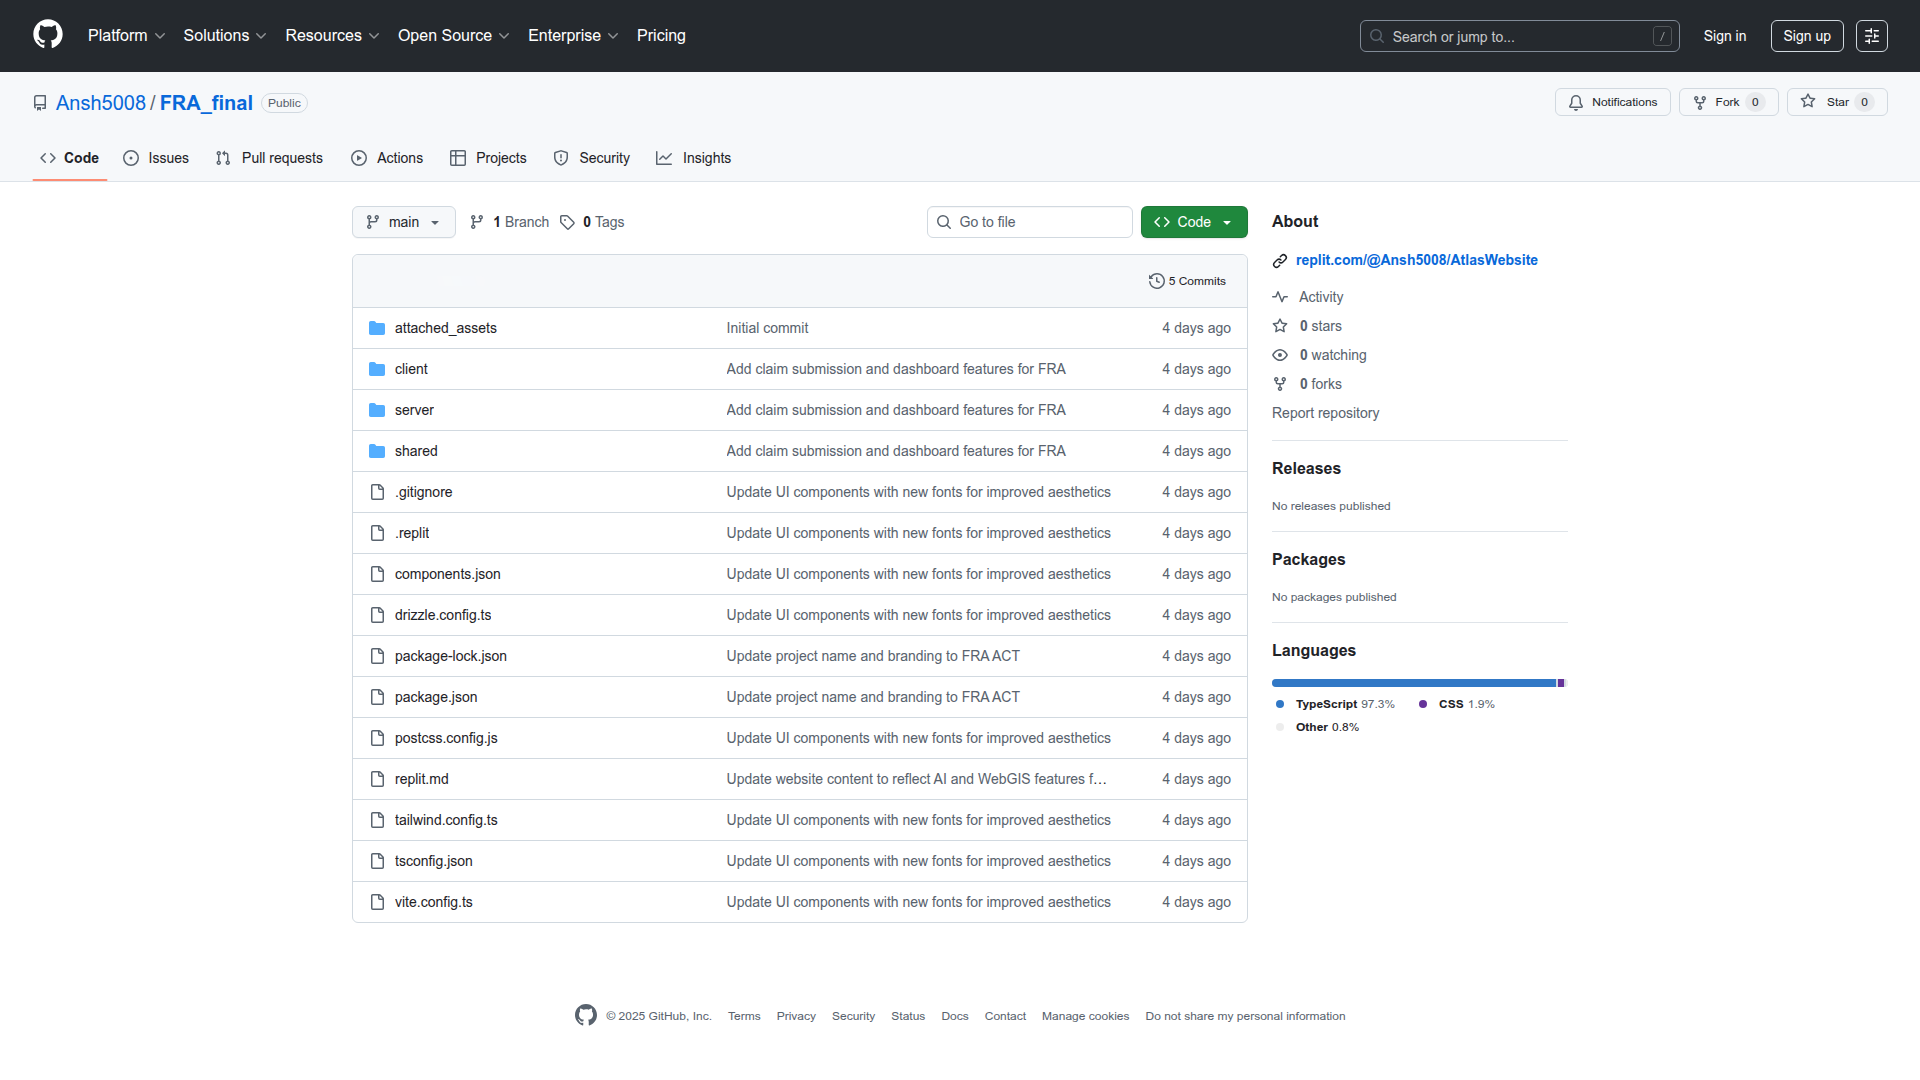 Platform Solutions Resources Open Source Enterprise Pricing Search or jump to... / Sign in Sign up
Ansh5008 / FRA_final Public Notifications Fork 0 Star 0
Code Issues Pull requests Actions Projects Security Insights
main 1 Branch 0 Tags Go to file Code
5 Commits
attached_assets Initial commit 4 days ago
client Add claim submission and dashboard features for FRA 4 days ago
server Add claim submission and dashboard features for FRA 4 days ago
shared Add claim submission and dashboard features for FRA 4 days ago
.gitignore Update UI components with new fonts for improved aesthetics 4 days ago
.replit Update UI components with new fonts for improved aesthetics 4 days ago
components.json Update UI components with new fonts for improved aesthetics 4 days ago
drizzle.config.ts Update UI components with new fonts for improved aesthetics 4 days ago
package-lock.json Update project name and branding to FRA ACT 4 days ago
package.json Update project name and branding to FRA ACT 4 days ago
postcss.config.js Update UI components with new fonts for improved aesthetics 4 days ago
replit.md Update website content to reflect AI and WebGIS features f… 4 days ago
tailwind.config.ts Update UI components with new fonts for improved aesthetics 4 days ago
tsconfig.json Update UI components with new fonts for improved aesthetics 4 days ago
vite.config.ts Update UI components with new fonts for improved aesthetics 4 days ago
About
replit.com/@Ansh5008/AtlasWebsite
Activity
0 stars
0 watching
0 forks
Report repository
Releases
No releases published
Packages
No packages published
Languages
TypeScript 97.3% CSS 1.9%
Other 0.8%
© 2025 GitHub, Inc. Terms Privacy Security Status Docs Contact Manage cookies Do not share my personal information